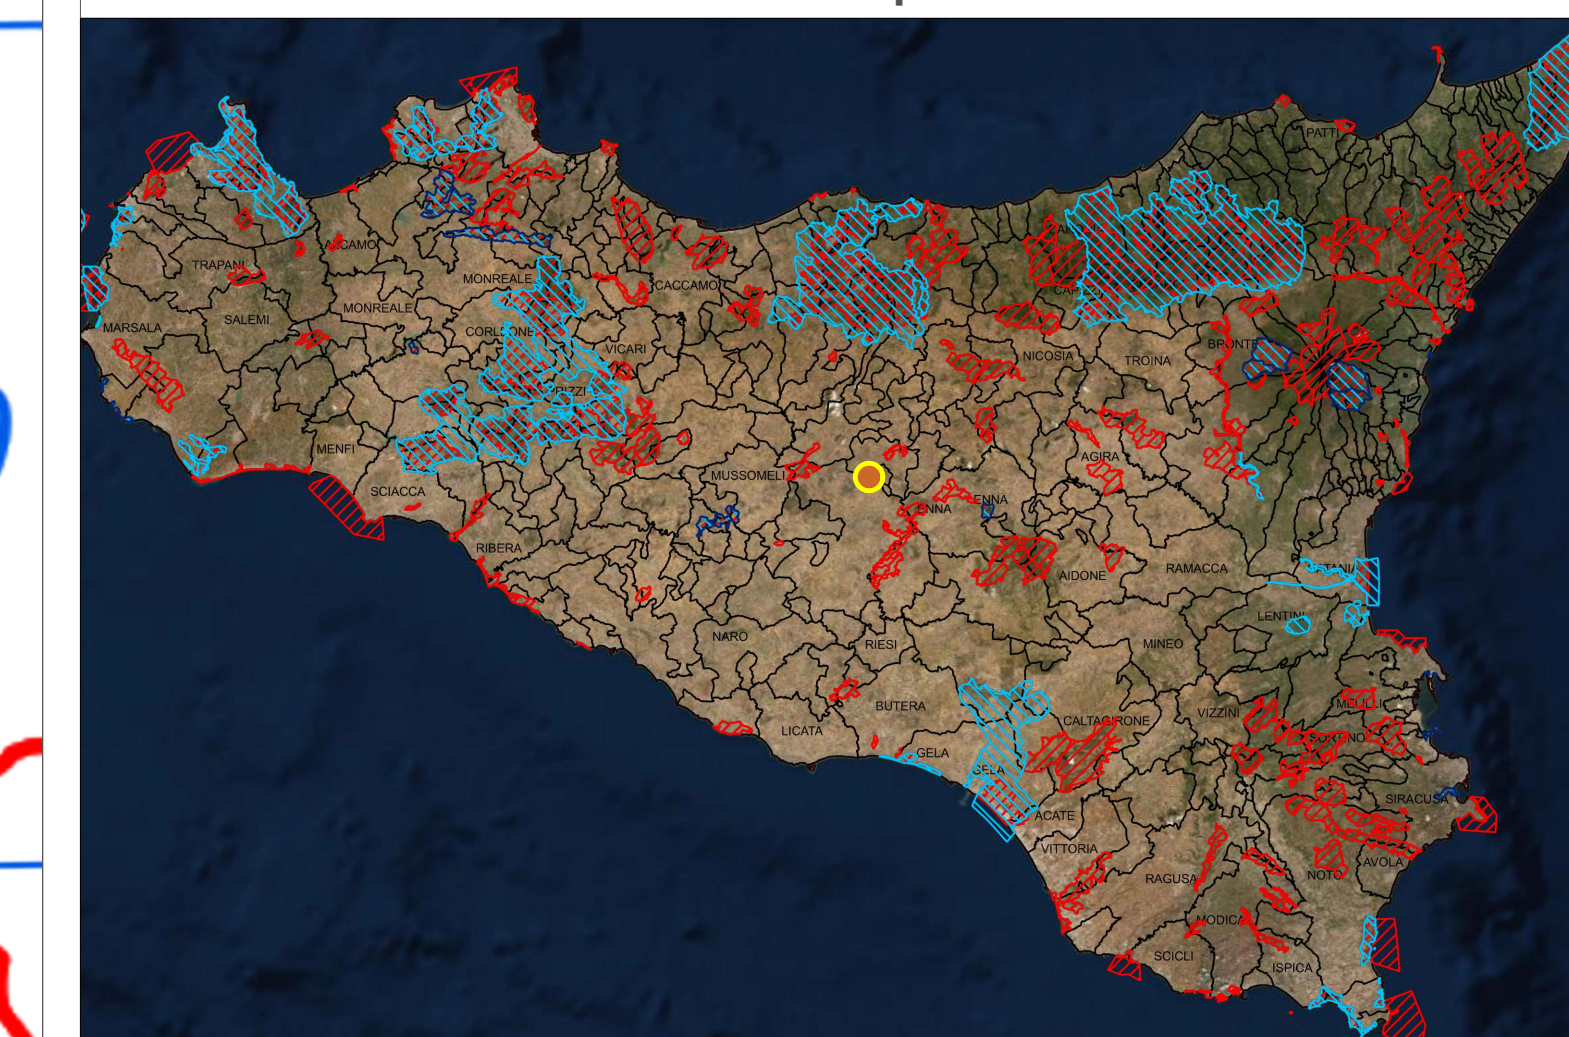 PATTI
TRAPANI
MONREALE
CACCAMO
MONREALE
SALEMI
MARSALA
VICARI
NICOSIA
TROINA
MENFI
AGIRA
MUSSOMELI
SCIACCA
ENNA
ENNA
RIBERA
RAMACCA
AIDONE
LENTINI
NARO
RIESI
MINEO
BUTERA
VIZZINI
CALTAGIRONE
LICATA
GELA
GELA
SIRACUSA
ACATE
VITTORIA
AVOLA
NOTO
RAGUSA
MODICA
SCICLI
ISPICA